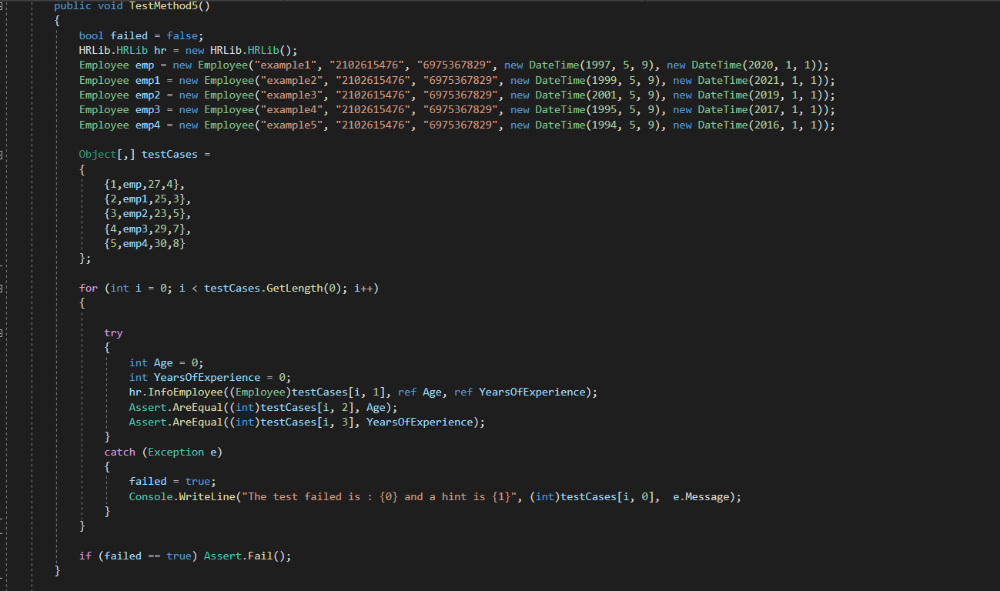 public void TestMethod5()
{
bool failed = false;
HRLib.HRLib hr = new HRLib.HRLib();
Employee emp = new Employee("example1", "2102615476", "6975367829", new DateTime(1997, 5, 9), new DateTime(2020, 1, 1));
Employee emp1 = new Employee("example2", "2102615476", "6975367829", new DateTime(1999, 5, 9), new DateTime(2021, 1, 1));
Employee emp2 = new Employee("example3", "2102615476", "6975367829", new DateTime(2001, 5, 9), new DateTime(2019, 1, 1));
Employee emp3 = new Employee("example4", "2102615476", "6975367829", new DateTime(1995, 5, 9), new DateTime(2017, 1, 1));
Employee emp4 = new Employee("example5", "2102615476", "6975367829", new DateTime(1994, 5, 9), new DateTime(2016, 1, 1));
Object[,] testCases =
{
{1,emp,27,4},
{2,emp1,25,3},
{3,emp2,23,5},
{4,emp3,29,7},
{5,emp4,30,8}
};
for (int i = 0; i < testCases.GetLength(0); i++)
{
try
{
int Age = 0;
int YearsOfExperience = 0;
hr.InfoEmployee((Employee)testCases[i, 1], ref Age, ref YearsOfExperience);
Assert.AreEqual((int)testCases[i, 2], Age);
Assert.AreEqual((int)testCases[i, 3], YearsOfExperience);
}
catch (Exception e)
{
failed = true;
Console.WriteLine("The test failed is : {0} and a hint is {1}", (int)testCases[i, 0],  e.Message);
}
}
if (failed == true) Assert.Fail();
}